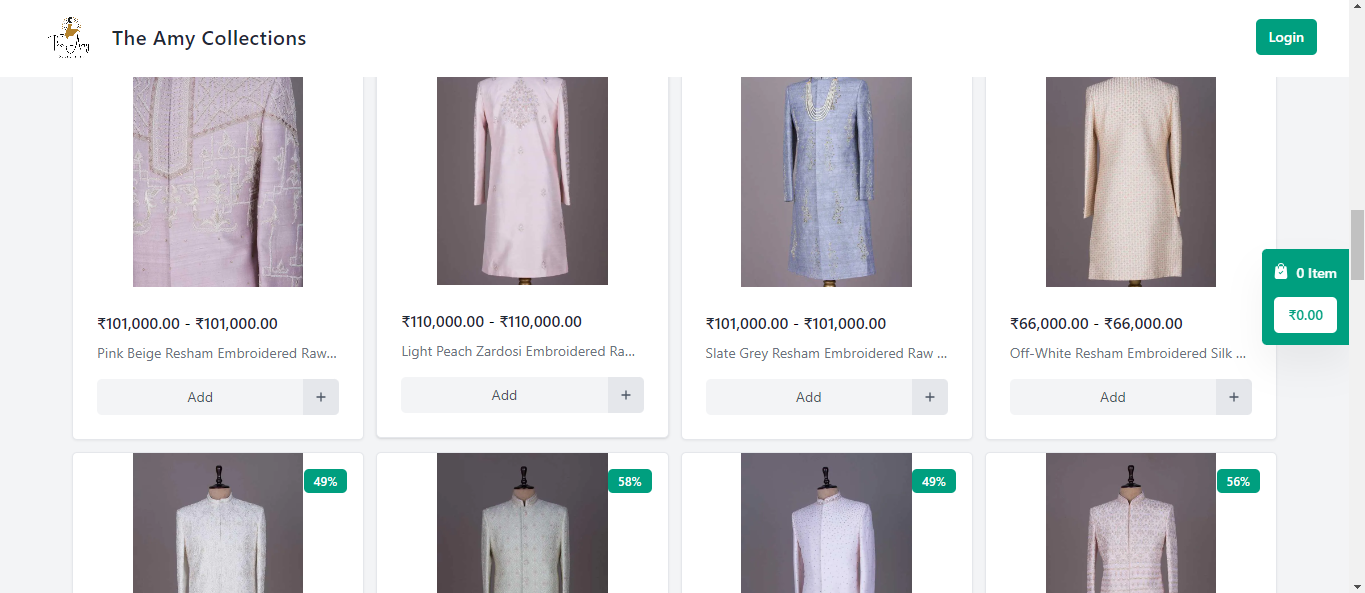 The Amy
The Amy Collections
Login
0 Item
₹0.00
₹101,000.00 - ₹101,000.00
Pink Beige Resham Embroidered Raw...
Add +
₹110,000.00 - ₹110,000.00
Light Peach Zardosi Embroidered Ra...
Add +
₹101,000.00 - ₹101,000.00
Slate Grey Resham Embroidered Raw ...
Add +
₹66,000.00 - ₹66,000.00
Off-White Resham Embroidered Silk ...
Add +
49%
58%
49%
56%